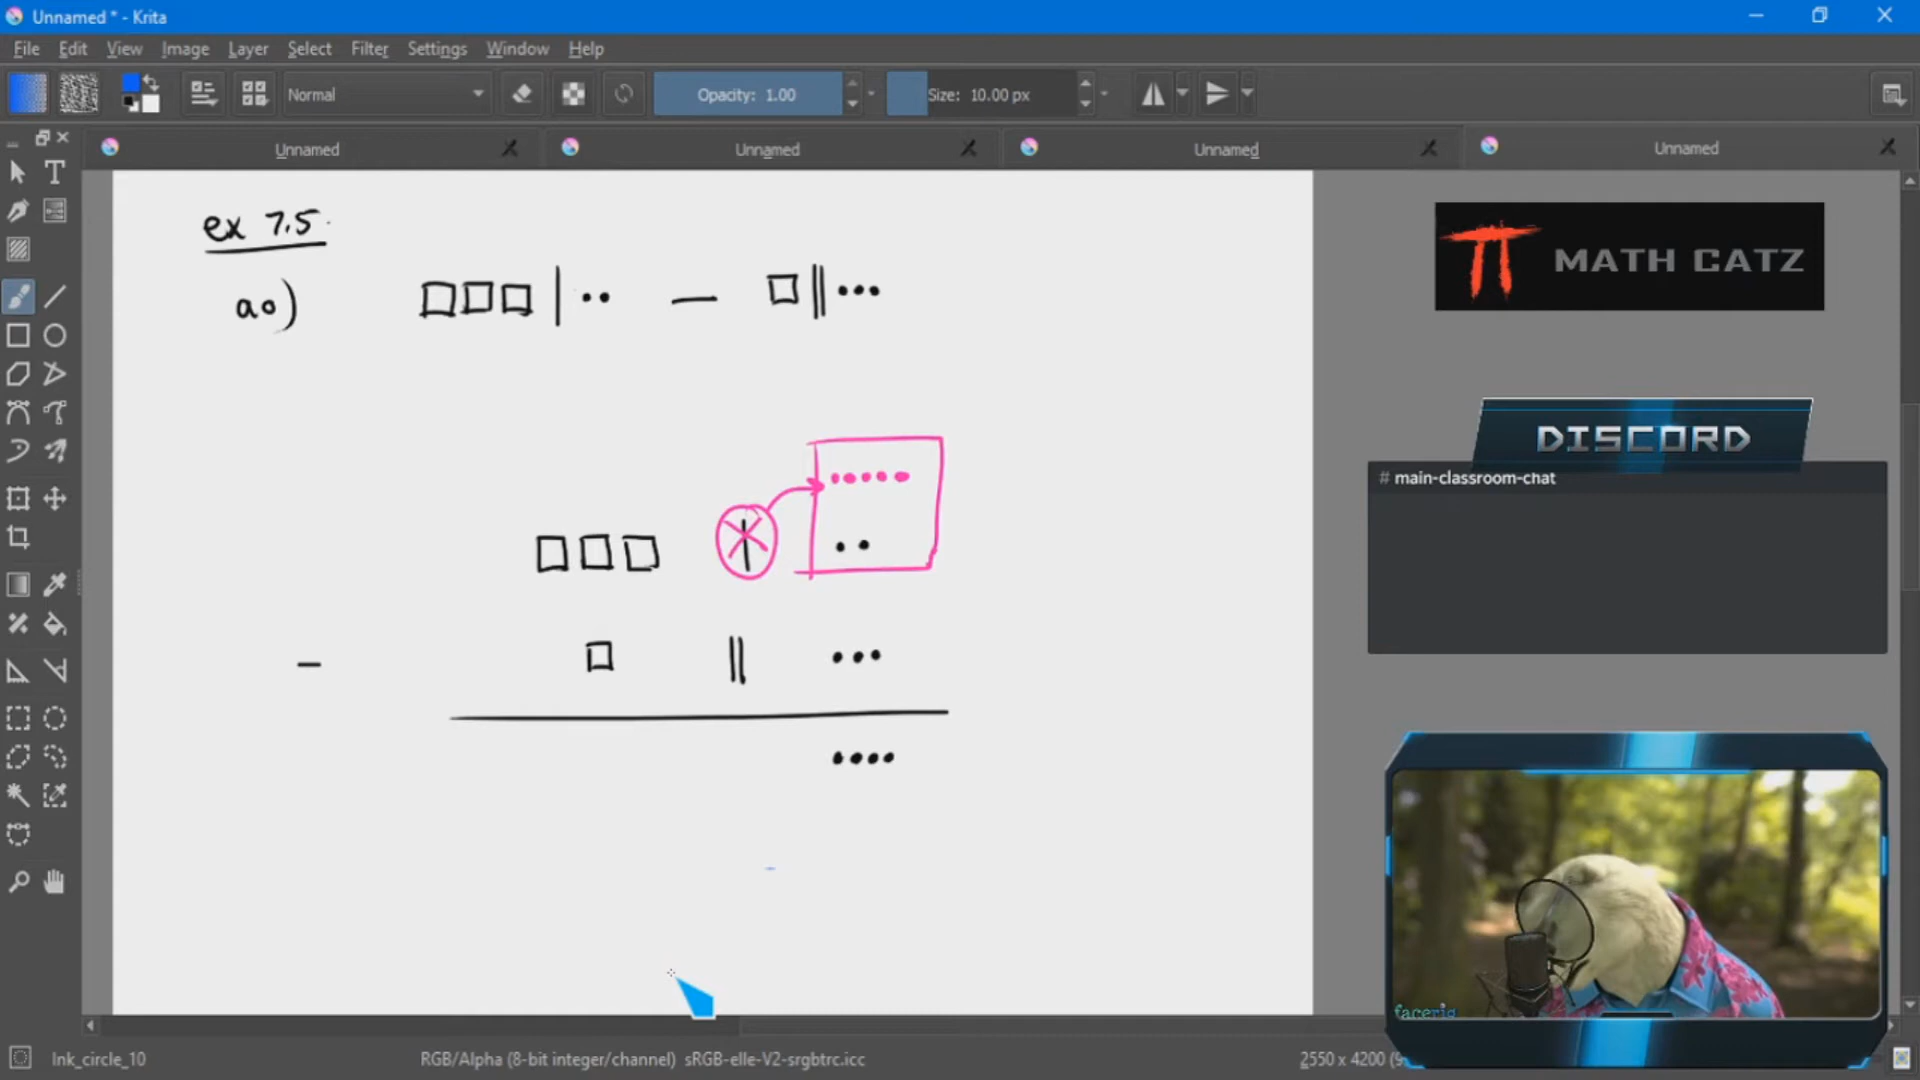 Unnamed * - Krita
File Edit View Image Layer Select Filter Settings Window Help
Normal Opacity: 1.00 Size: 10.00 px
Unnamed Unnamed Unnamed Unnamed
ex 7.5
a o) □□□|•• — □||•••
MATH CATZ
DISCORD
# main-classroom-chat
•••••
□□□ | ••
- □ || •••
••••
facerig
Ink_circle_10 RGB/Alpha (8-bit integer/channel) sRGB-elle-V2-srgbtrc.icc 2550 x 4200 (9